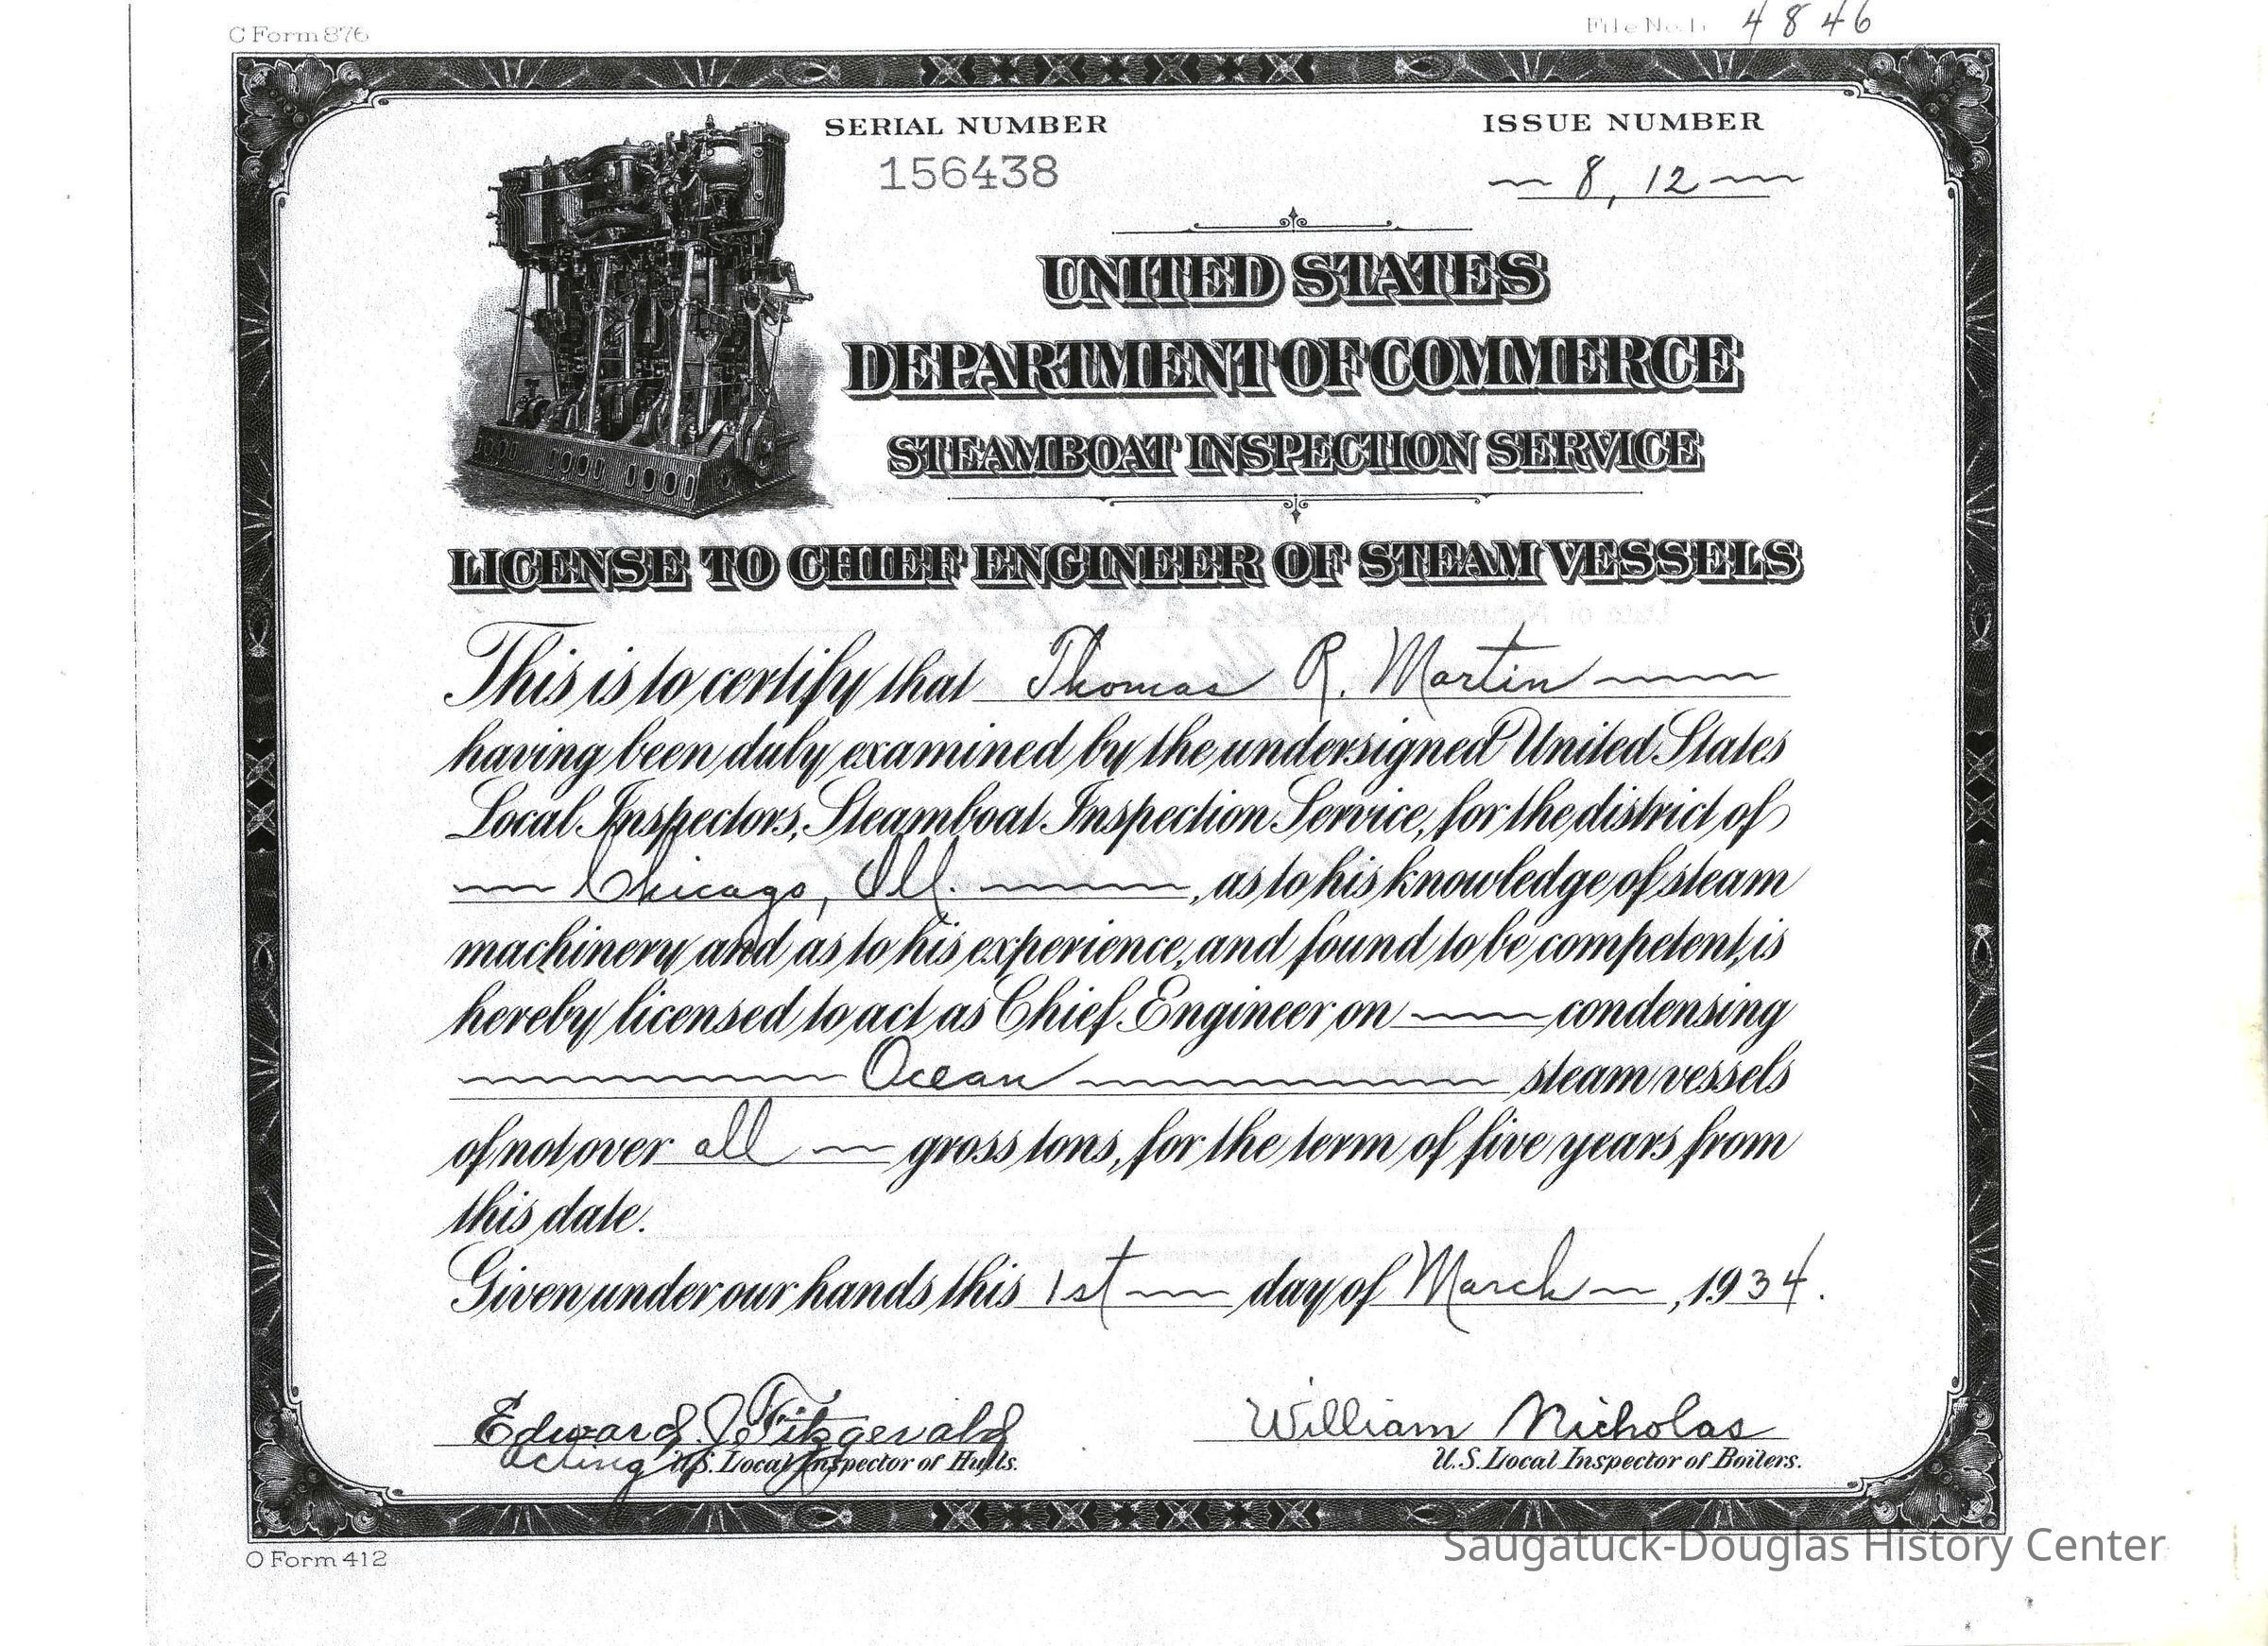 C Form 876
File No. 4846
SERIAL NUMBER
156438
ISSUE NUMBER
8, 12
UNITED STATES
DEPARTMENT OF COMMERCE
STEAMBOAT INSPECTION SERVICE
LICENSE TO CHIEF ENGINEER OF STEAM VESSELS
This is to certify that Thomas R. Martin
having been duly examined by the undersigned United States
Local Inspectors, Steamboat Inspection Service, for the district of
Chicago, Ill. , as to his knowledge of steam
machinery and as to his experience, and found to be competent, is
hereby licensed to act as Chief Engineer on condensing
Ocean steam vessels
of not over all gross tons, for the term of five years from
this date.
Given under our hands this 1st day of March , 1934.
Edward J. Fitzgerald
Acting U.S. Local Inspector of Hulls.
William Nicholas
U.S. Local Inspector of Boilers.
O Form 412
Saugatuck-Douglas History Center